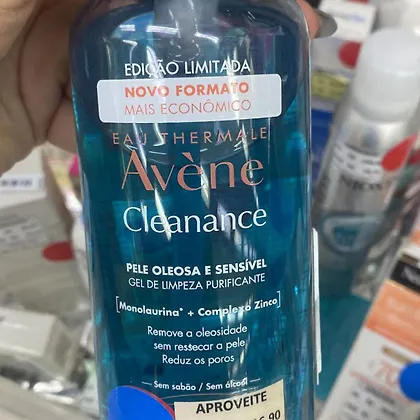 EDIÇÃO LIMITADA
NOVO FORMATO
MAIS ECONÔMICO
EAU THERMALE
Avène
Cleanance
PELE OLEOSA E SENSÍVEL
GEL DE LIMPEZA PURIFICANTE
[Monolaurina* + Complexo Zinco]
Remove a oleosidade
sem ressecar a pele
Reduz os poros
Sem sabão / Sem álcool
APROVEITE